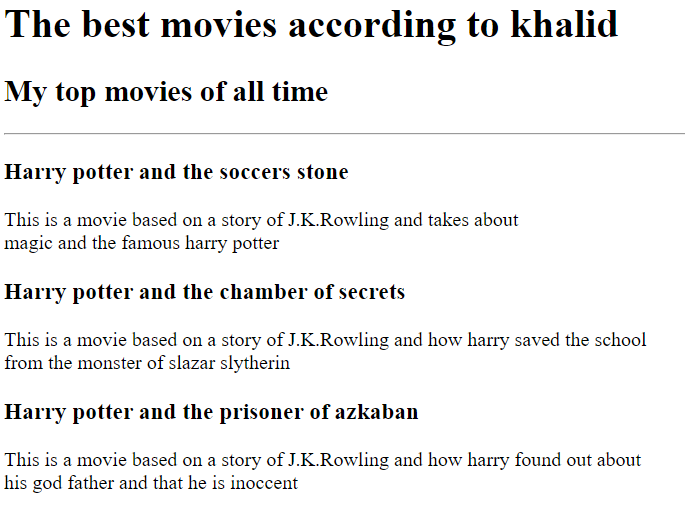 The best movies according to khalid
My top movies of all time
Harry potter and the soccers stone
This is a movie based on a story of J.K.Rowling and takes about
magic and the famous harry potter
Harry potter and the chamber of secrets
This is a movie based on a story of J.K.Rowling and how harry saved the school
from the monster of slazar slytherin
Harry potter and the prisoner of azkaban
This is a movie based on a story of J.K.Rowling and how harry found out about
his god father and that he is inoccent